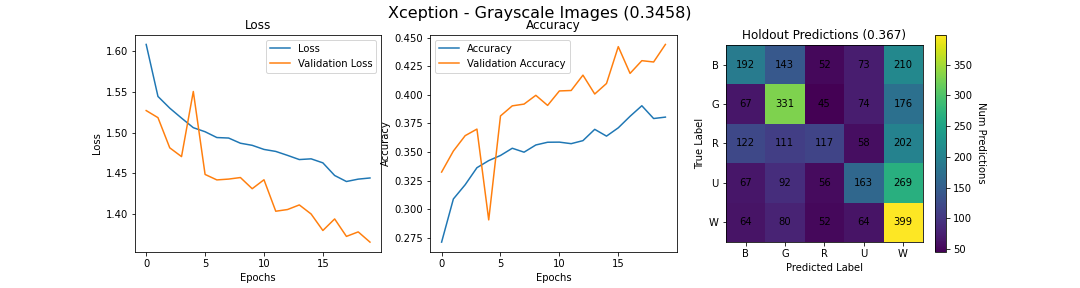 Xception - Grayscale Images (0.3458)
Loss
1.60
1.55
1.50
1.45
1.40
Loss
0
5
10
15
Epochs
Loss
Validation Loss
Accuracy
0.450
0.425
0.400
0.375
0.350
0.325
0.300
0.275
Accuracy
0
5
10
15
Epochs
Accuracy
Validation Accuracy
Holdout Predictions (0.367)
True Label
B 192 143 52 73 210
G 67 331 45 74 176
R 122 111 117 58 202
U 67 92 56 163 269
W 64 80 52 64 399
B G R U W
Predicted Label
350
300
250
200
150
100
50
Num Predictions